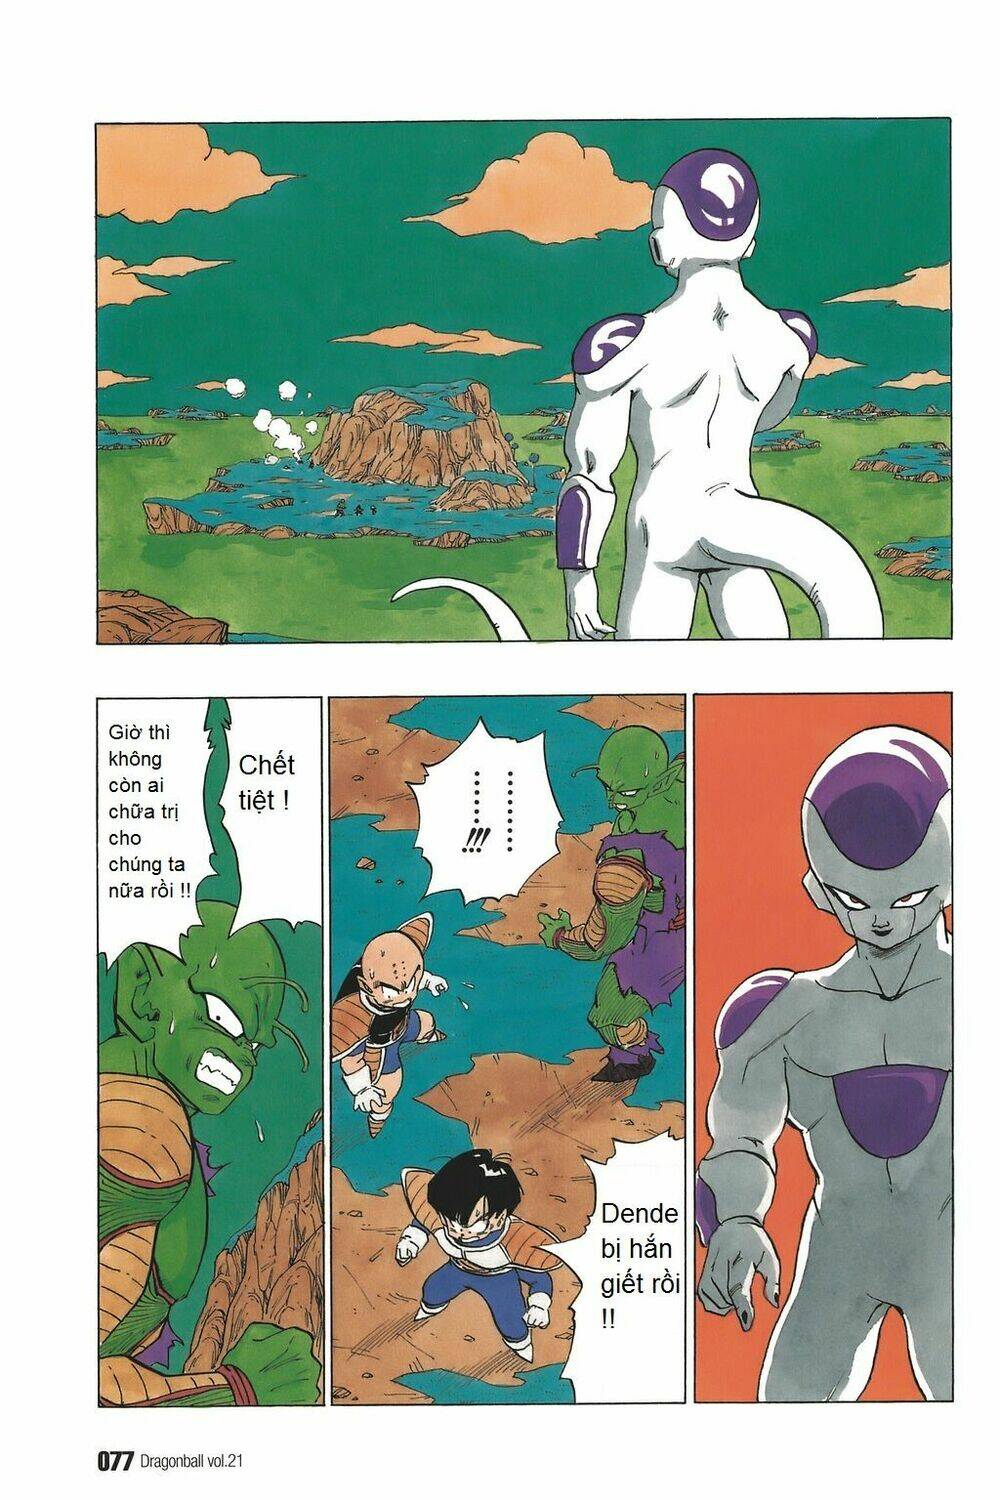 Dende
bị hắn
giết rồi
!!
........
........!!!
Chết
tiệt !
Giờ thì
không
còn ai
chữa trị
cho
chúng ta
nữa rồi !!
077 Dragonball vol.21